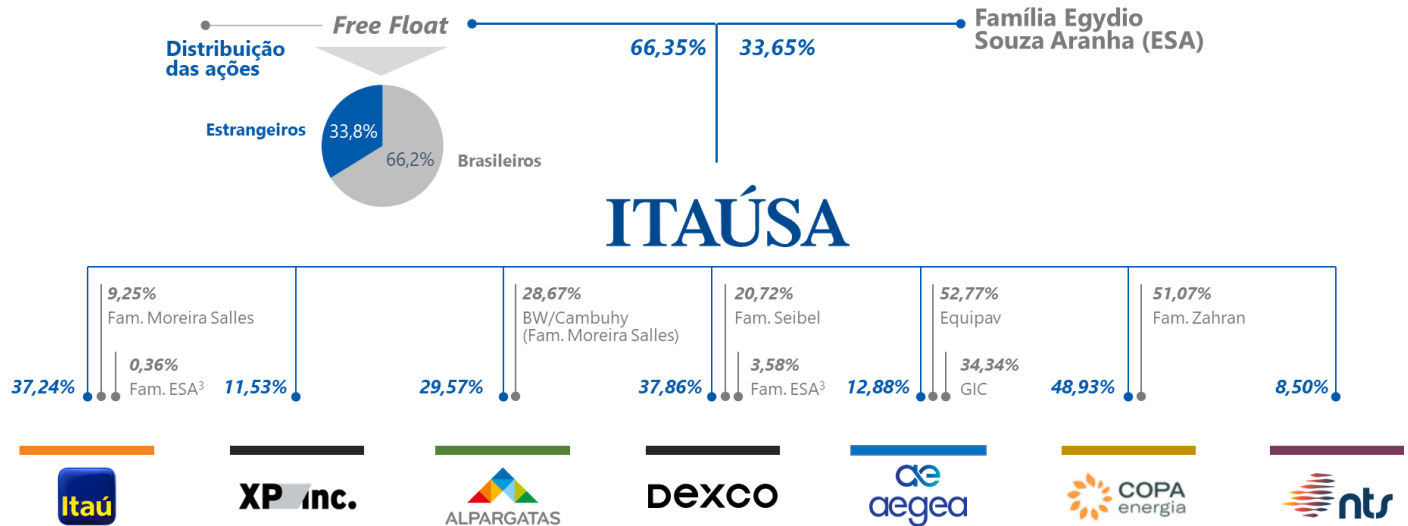 Free Float
Distribuição
das ações
66,35%
33,65%
Família Egydio
Souza Aranha (ESA)
Estrangeiros
33,8%
66,2%
Brasileiros
ITAÚSA
9,25%
Fam. Moreira Salles
0,36%
Fam. ESA³
37,24%
11,53%
28,67%
BW/Cambuhy
(Fam. Moreira Salles)
29,57%
20,72%
Fam. Seibel
3,58%
Fam. ESA³
37,86%
52,77%
Equipav
34,34%
GIC
12,88%
51,07%
Fam. Zahran
48,93%
8,50%
Itaú
XP inc.
ALPARGATAS
Dexco
ae
aegea
COPA
energia
nts